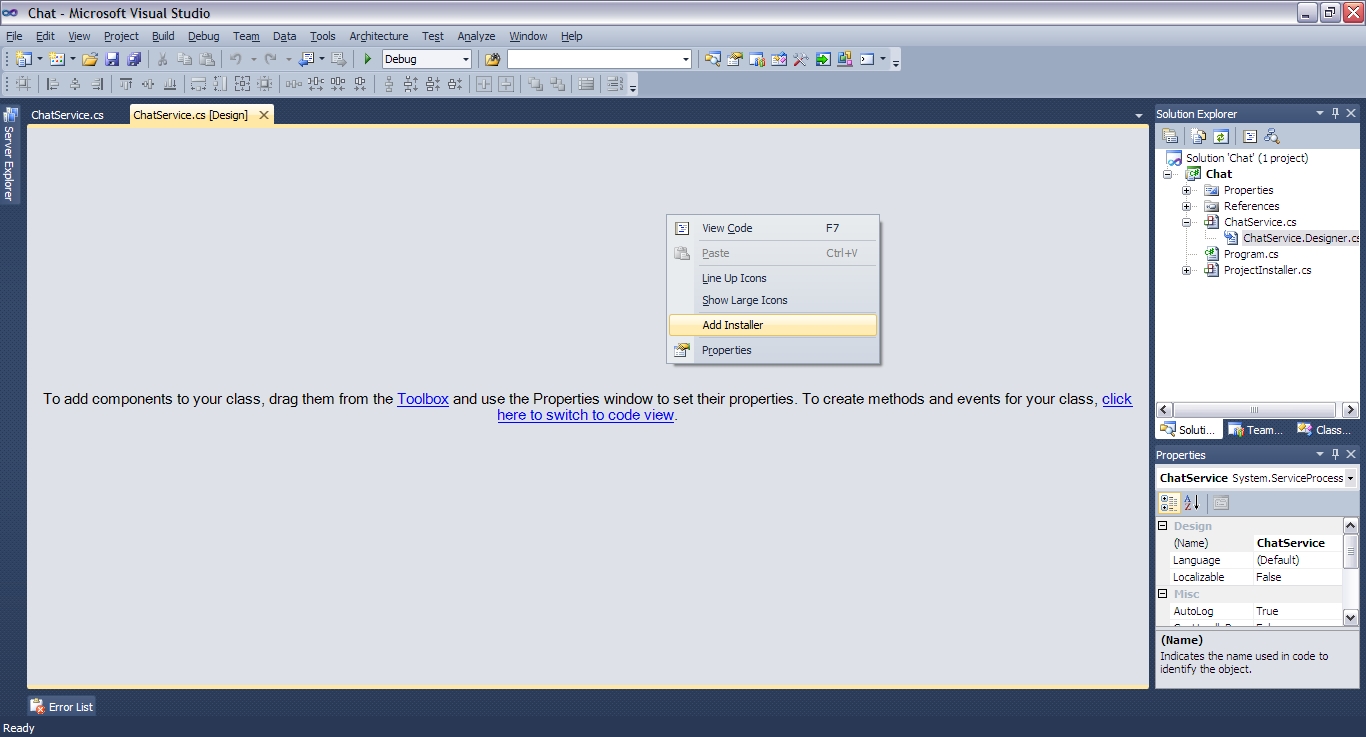 Chat - Microsoft Visual Studio
File Edit View Project Build Debug Team Data Tools Architecture Test Analyze Window Help
Debug
Server Explorer
ChatService.cs
ChatService.cs [Design]
View Code F7
Paste Ctrl+V
Line Up Icons
Show Large Icons
Add Installer
Properties
To add components to your class, drag them from the Toolbox and use the Properties window to set their properties. To create methods and events for your class, click
here to switch to code view.
Solution Explorer
Solution 'Chat' (1 project)
Chat
Properties
References
ChatService.cs
ChatService.Designer.cs
Program.cs
ProjectInstaller.cs
Soluti... Team... Class...
Properties
ChatService System.ServiceProcess
Design
(Name) ChatService
Language (Default)
Localizable False
Misc
AutoLog True
(Name)
Indicates the name used in code to
identify the object.
Error List
Ready